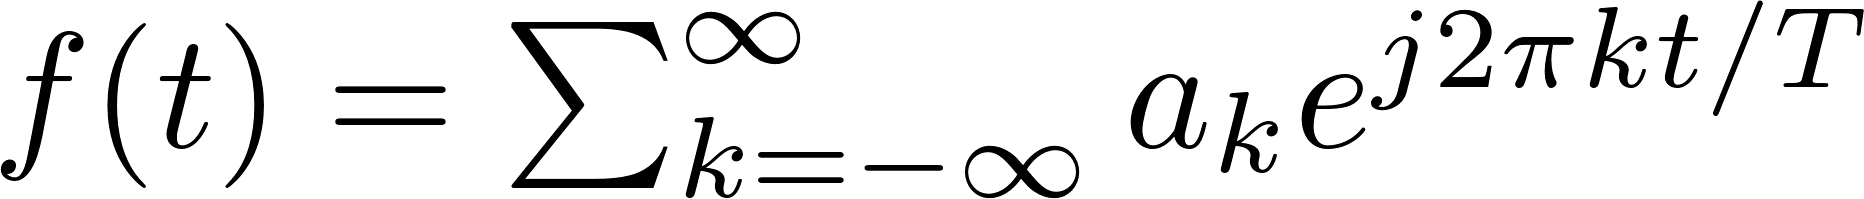 f(t) = ∑_{k=−∞}^{∞} a_k e^{j2πkt/T}